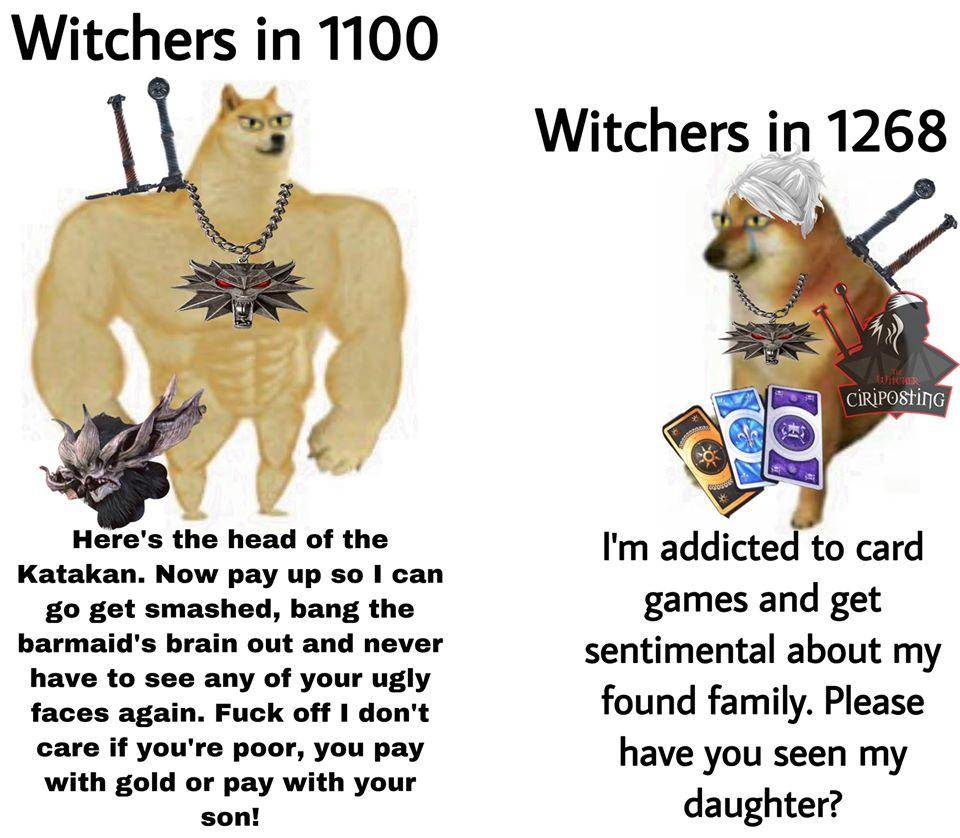 Witchers in 1100
Witchers in 1268
THE
WITCHER
CIRIPOSTING
Here's the head of the
Katakan. Now pay up so I can
go get smashed, bang the
barmaid's brain out and never
have to see any of your ugly
faces again. Fuck off I don't
care if you're poor, you pay
with gold or pay with your
son!
I'm addicted to card
games and get
sentimental about my
found family. Please
have you seen my
daughter?